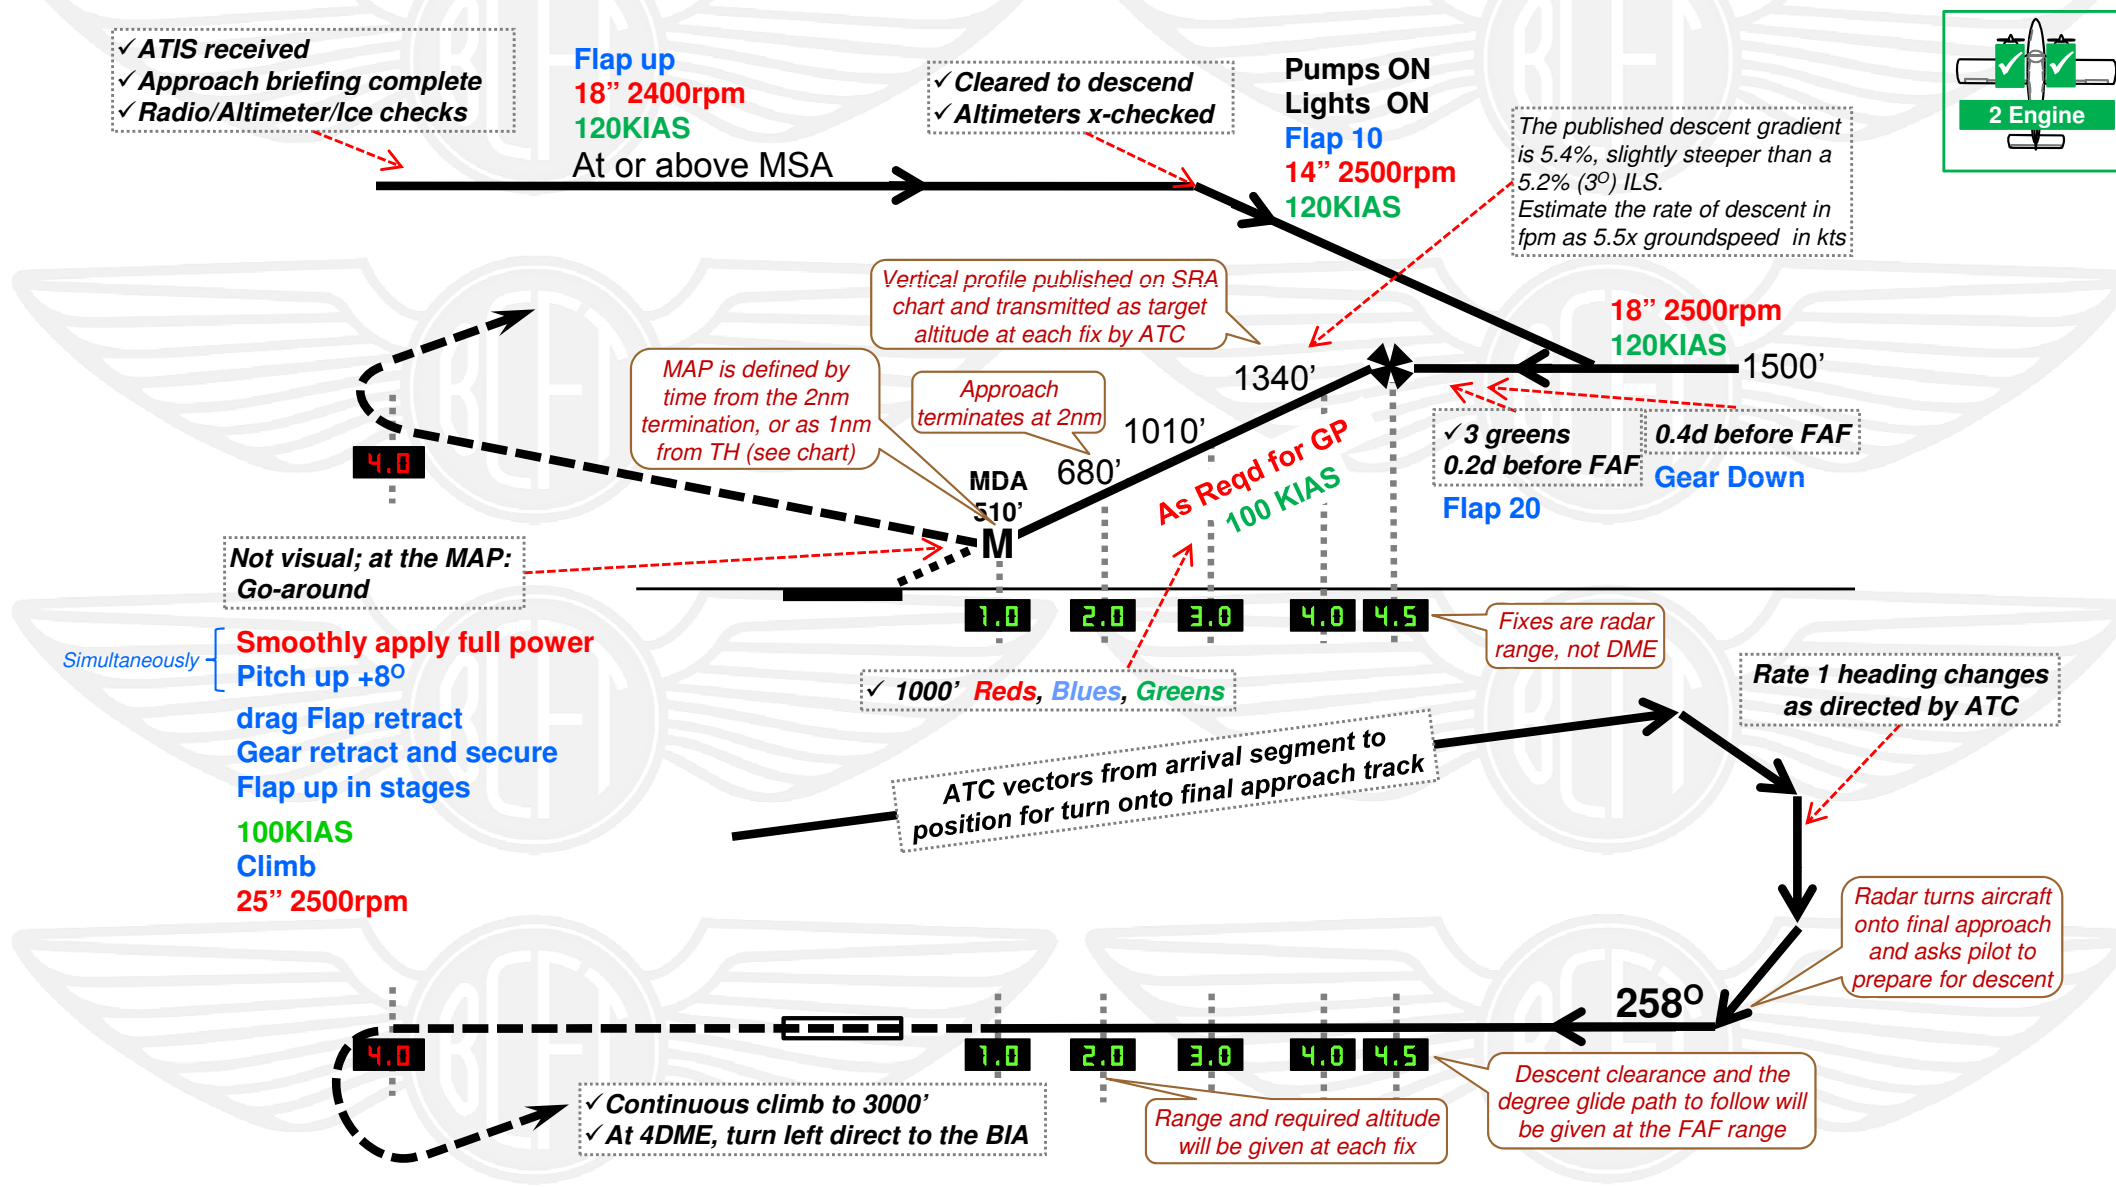 ✓ATIS received
✓Approach briefing complete
✓Radio/Altimeter/Ice checks
Flap up
18” 2400rpm
120KIAS
At or above MSA
✓Cleared to descend
✓Altimeters x-checked
Pumps ON
Lights ON
Flap 10
14” 2500rpm
120KIAS
2 Engine
The published descent gradient
is 5.4%, slightly steeper than a
5.2% (3O) ILS.
Estimate the rate of descent in
fpm as 5.5x groundspeed in kts
Vertical profile published on SRA
chart and transmitted as target
altitude at each fix by ATC
18” 2500rpm
120KIAS
1500’
MAP is defined by
time from the 2nm
termination, or as 1nm
from TH (see chart)
Approach
terminates at 2nm
1340’
1010’
680’
MDA
510’
M
As Reqd for GP
100 KIAS
✓3 greens
0.2d before FAF
Flap 20
0.4d before FAF
Gear Down
4.0
Not visual; at the MAP:
Go-around
1.0 2.0 3.0 4.0 4.5
Fixes are radar
range, not DME
Simultaneously
Smoothly apply full power
Pitch up +8O
drag Flap retract
Gear retract and secure
Flap up in stages
100KIAS
Climb
25” 2500rpm
✓ 1000’ Reds, Blues, Greens
ATC vectors from arrival segment to
position for turn onto final approach track
Rate 1 heading changes
as directed by ATC
Radar turns aircraft
onto final approach
and asks pilot to
prepare for descent
258O
4.0
1.0 2.0 3.0 4.0 4.5
✓Continuous climb to 3000’
✓At 4DME, turn left direct to the BIA
Range and required altitude
will be given at each fix
Descent clearance and the
degree glide path to follow will
be given at the FAF range